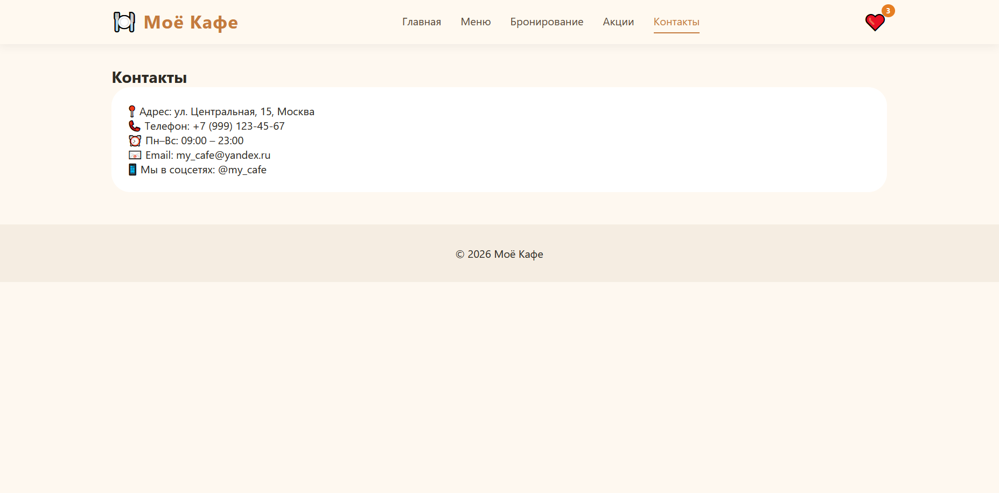 Моё Кафе
Главная Меню Бронирование Акции Контакты
3
Контакты
Адрес: ул. Центральная, 15, Москва
Телефон: +7 (999) 123-45-67
Пн–Вс: 09:00 – 23:00
Email: my_cafe@yandex.ru
Мы в соцсетях: @my_cafe
© 2026 Моё Кафе